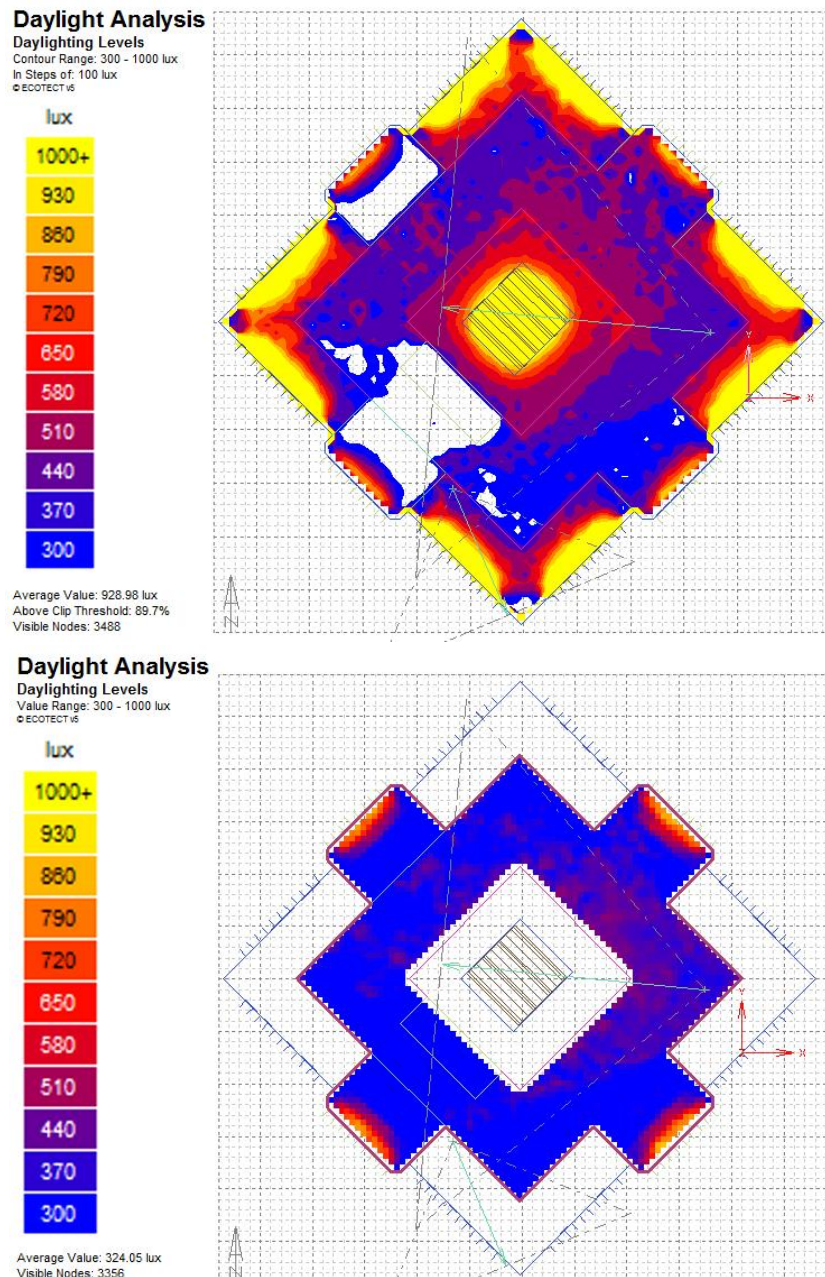 Daylight Analysis
Daylighting Levels
Contour Range: 300 - 1000 lux
In Steps of: 100 lux
© ECOTECT v5
lux
1000+
930
860
790
720
650
580
510
440
370
300
Average Value: 928.98 lux
Above Clip Threshold: 89.7%
Visible Nodes: 3488
N
Y
X
Daylight Analysis
Daylighting Levels
Value Range: 300 - 1000 lux
© ECOTECT v5
lux
1000+
930
860
790
720
650
580
510
440
370
300
Average Value: 324.05 lux
Visible Nodes: 3356
N
Y
X